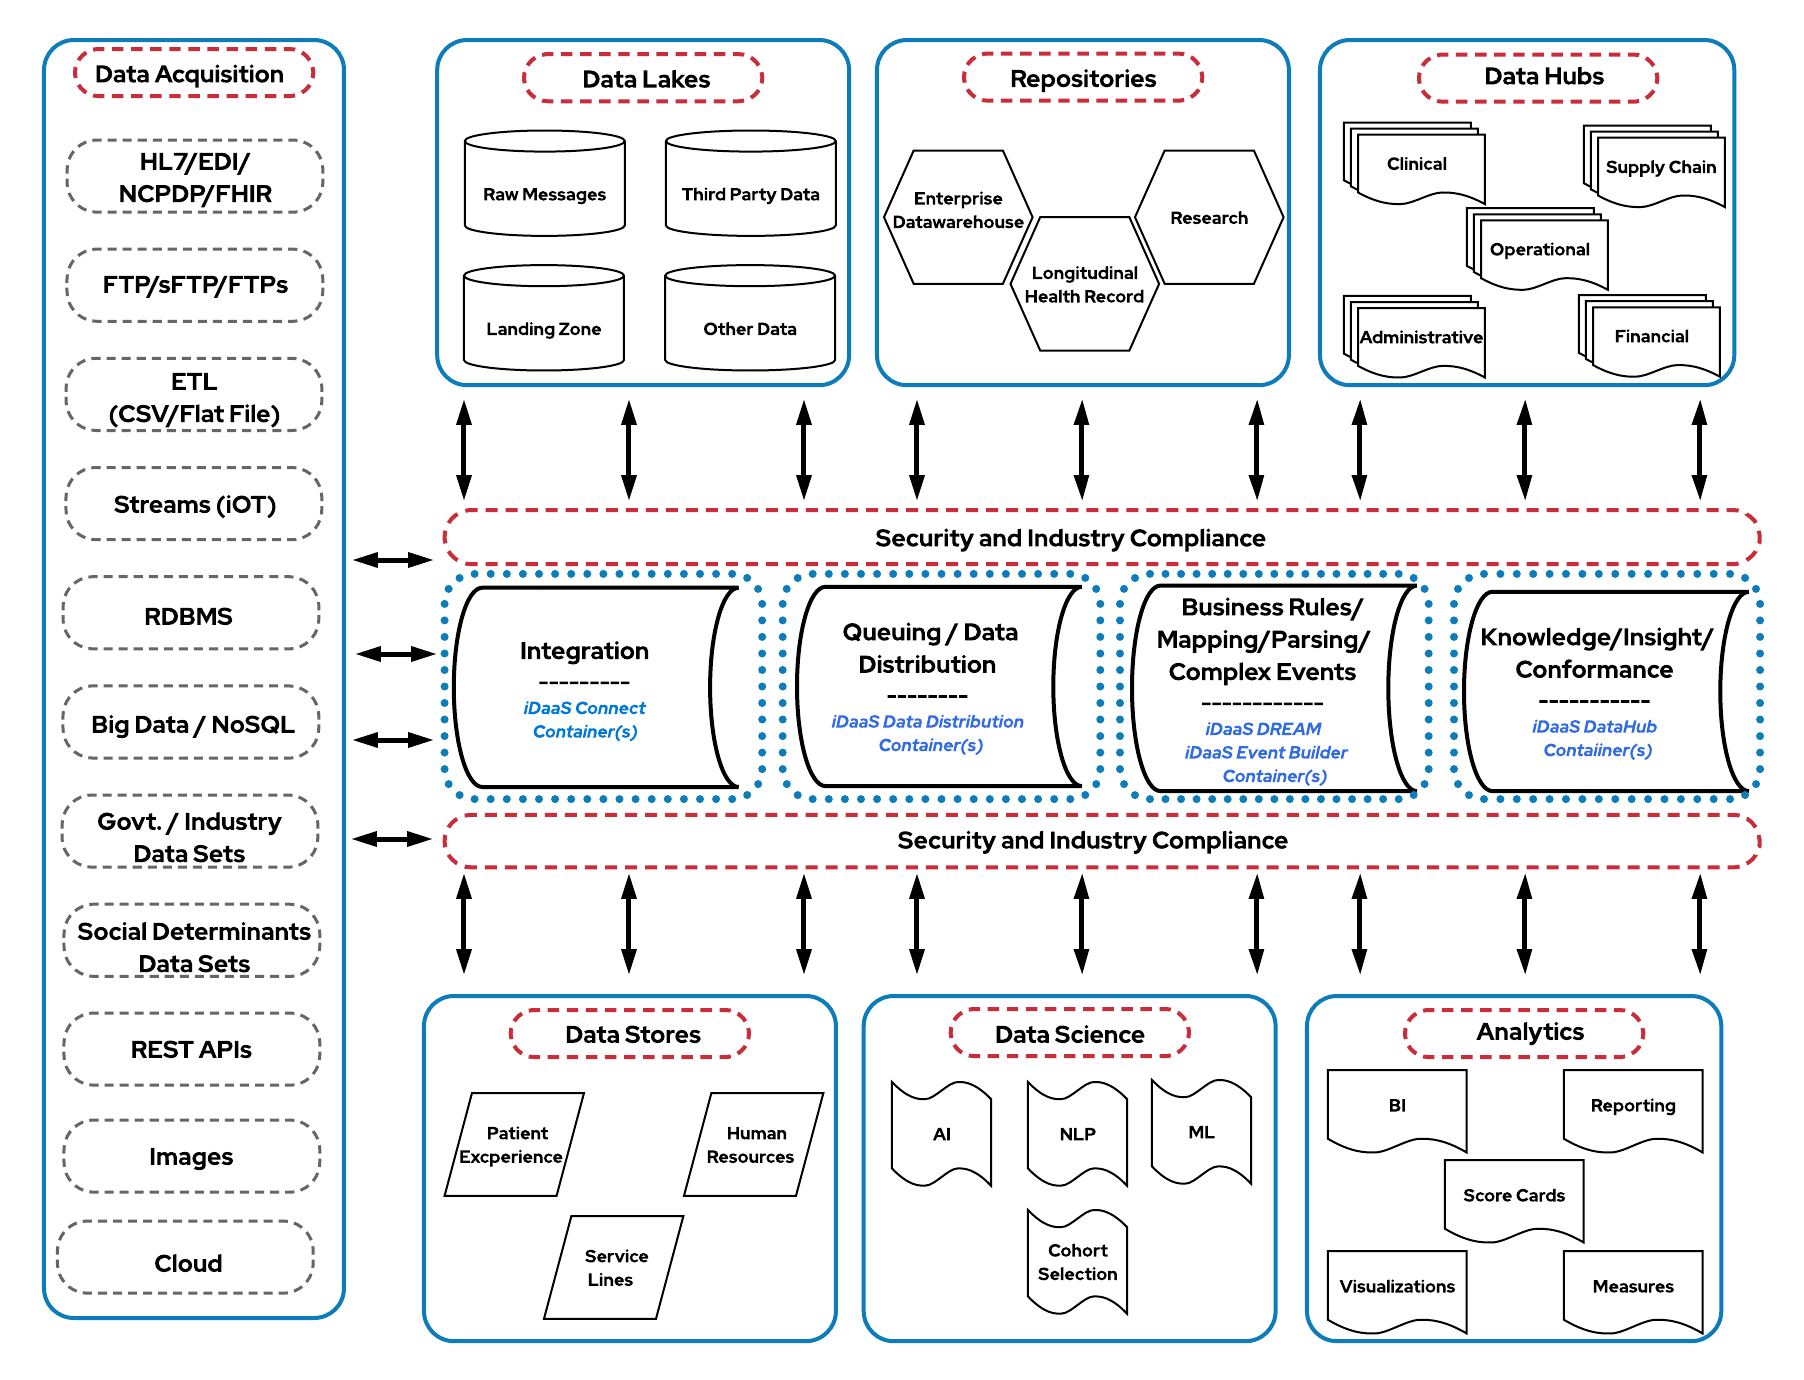 Data Acquisition
HL7/EDI/
NCPDP/FHIR
FTP/sFTP/FTPs
ETL
(CSV/Flat File)
Streams (iOT)
RDBMS
Big Data / NoSQL
Govt. / Industry
Data Sets
Social Determinants
Data Sets
REST APIs
Images
Cloud
Data Lakes
Raw Messages
Third Party Data
Landing Zone
Other Data
Repositories
Enterprise
Datawarehouse
Longitudinal
Health Record
Research
Data Hubs
Clinical
Supply Chain
Operational
Administrative
Financial
Security and Industry Compliance
Integration
---------
iDaaS Connect
Container(s)
Queuing / Data
Distribution
--------
iDaaS Data Distribution
Container(s)
Business Rules/
Mapping/Parsing/
Complex Events
------------
iDaaS DREAM
iDaaS Event Builder
Container(s)
Knowledge/Insight/
Conformance
-----------
iDaaS DataHub
Contaiiner(s)
Security and Industry Compliance
Data Stores
Patient
Excperience
Human
Resources
Service
Lines
Data Science
AI
NLP
ML
Cohort
Selection
Analytics
BI
Reporting
Score Cards
Visualizations
Measures